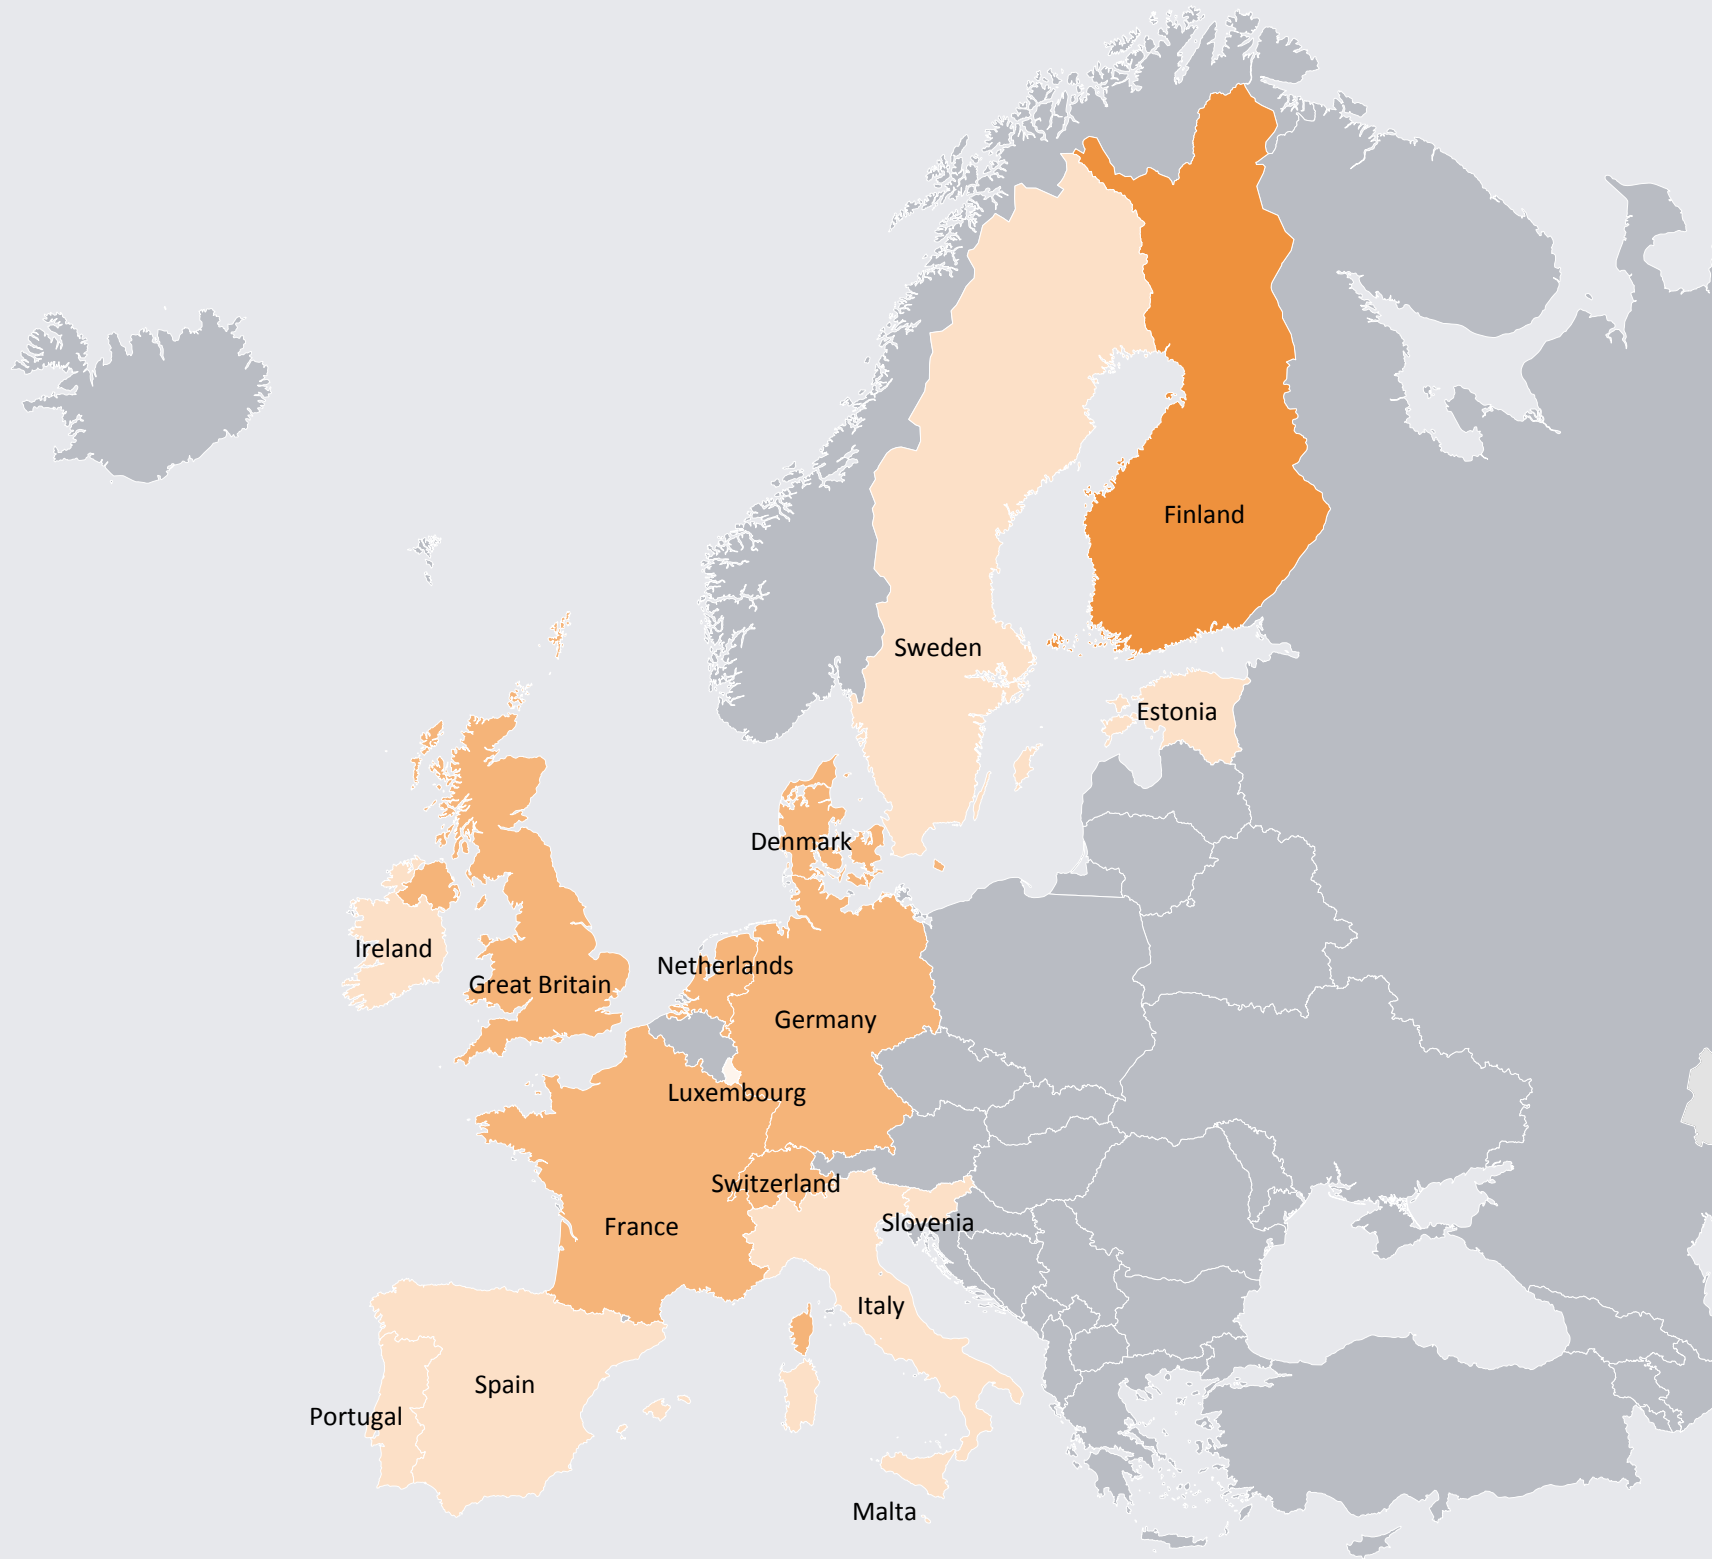 Finland
Sweden
Estonia
Denmark
Ireland
Netherlands
Great Britain
Germany
Luxembourg
Switzerland
Slovenia
France
Italy
Spain
Portugal
Malta